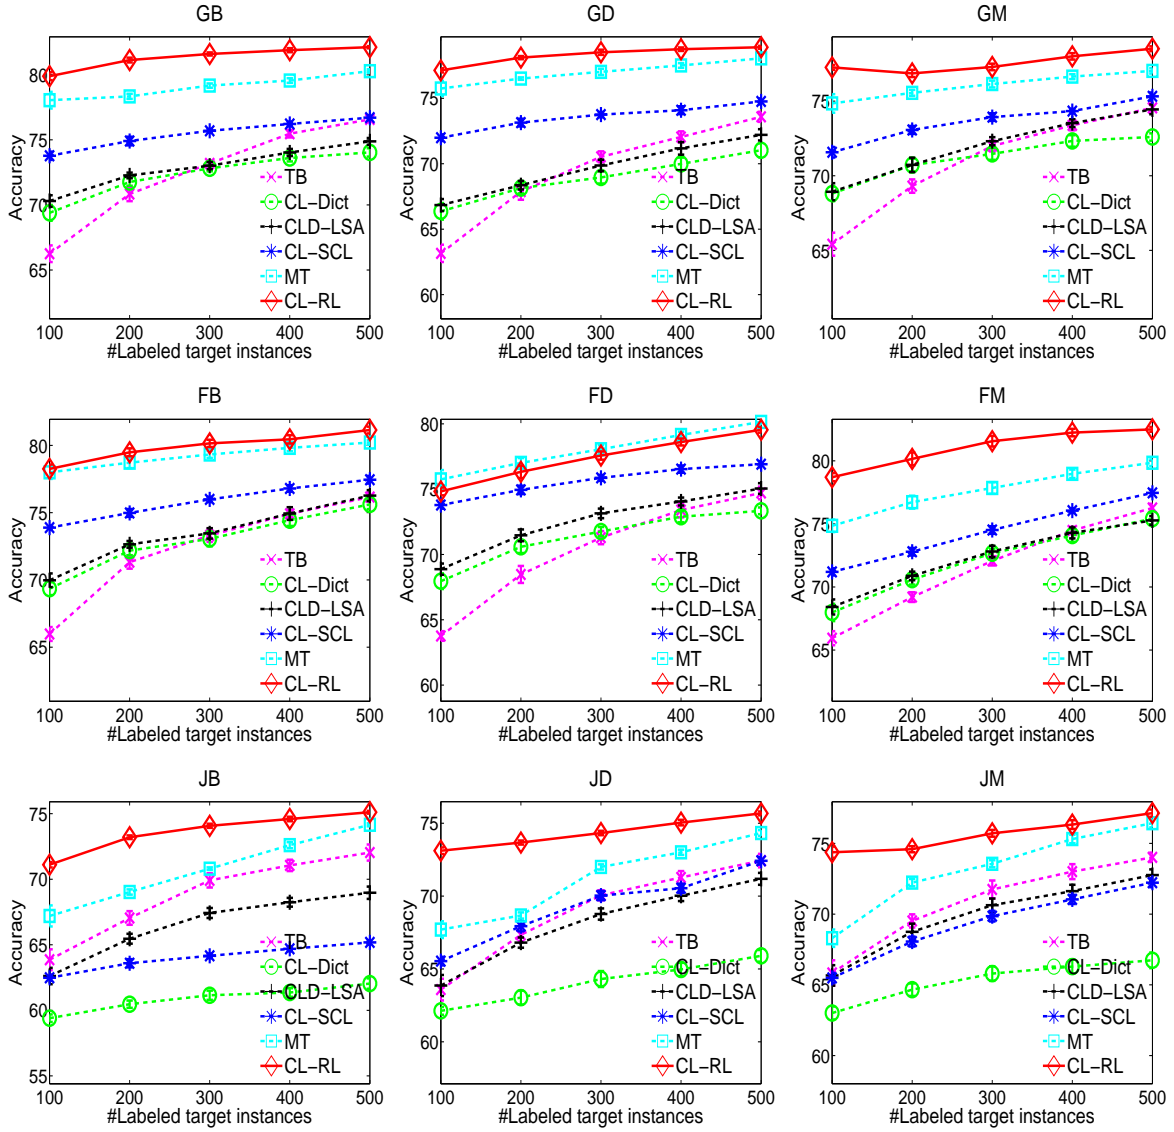 GB
Accuracy
80
75
70
65
TB
CL-Dict
CLD-LSA
CL-SCL
MT
CL-RL
100 200 300 400 500
#Labeled target instances
GD
Accuracy
75
70
65
60
TB
CL-Dict
CLD-LSA
CL-SCL
MT
CL-RL
100 200 300 400 500
#Labeled target instances
GM
Accuracy
75
70
65
TB
CL-Dict
CLD-LSA
CL-SCL
MT
CL-RL
100 200 300 400 500
#Labeled target instances
FB
Accuracy
80
75
70
65
TB
CL-Dict
CLD-LSA
CL-SCL
MT
CL-RL
100 200 300 400 500
#Labeled target instances
FD
Accuracy
80
75
70
65
60
TB
CL-Dict
CLD-LSA
CL-SCL
MT
CL-RL
100 200 300 400 500
#Labeled target instances
FM
Accuracy
80
75
70
65
TB
CL-Dict
CLD-LSA
CL-SCL
MT
CL-RL
100 200 300 400 500
#Labeled target instances
JB
Accuracy
75
70
65
60
55
TB
CL-Dict
CLD-LSA
CL-SCL
MT
CL-RL
100 200 300 400 500
#Labeled target instances
JD
Accuracy
75
70
65
60
TB
CL-Dict
CLD-LSA
CL-SCL
MT
CL-RL
100 200 300 400 500
#Labeled target instances
JM
Accuracy
75
70
65
60
TB
CL-Dict
CLD-LSA
CL-SCL
MT
CL-RL
100 200 300 400 500
#Labeled target instances